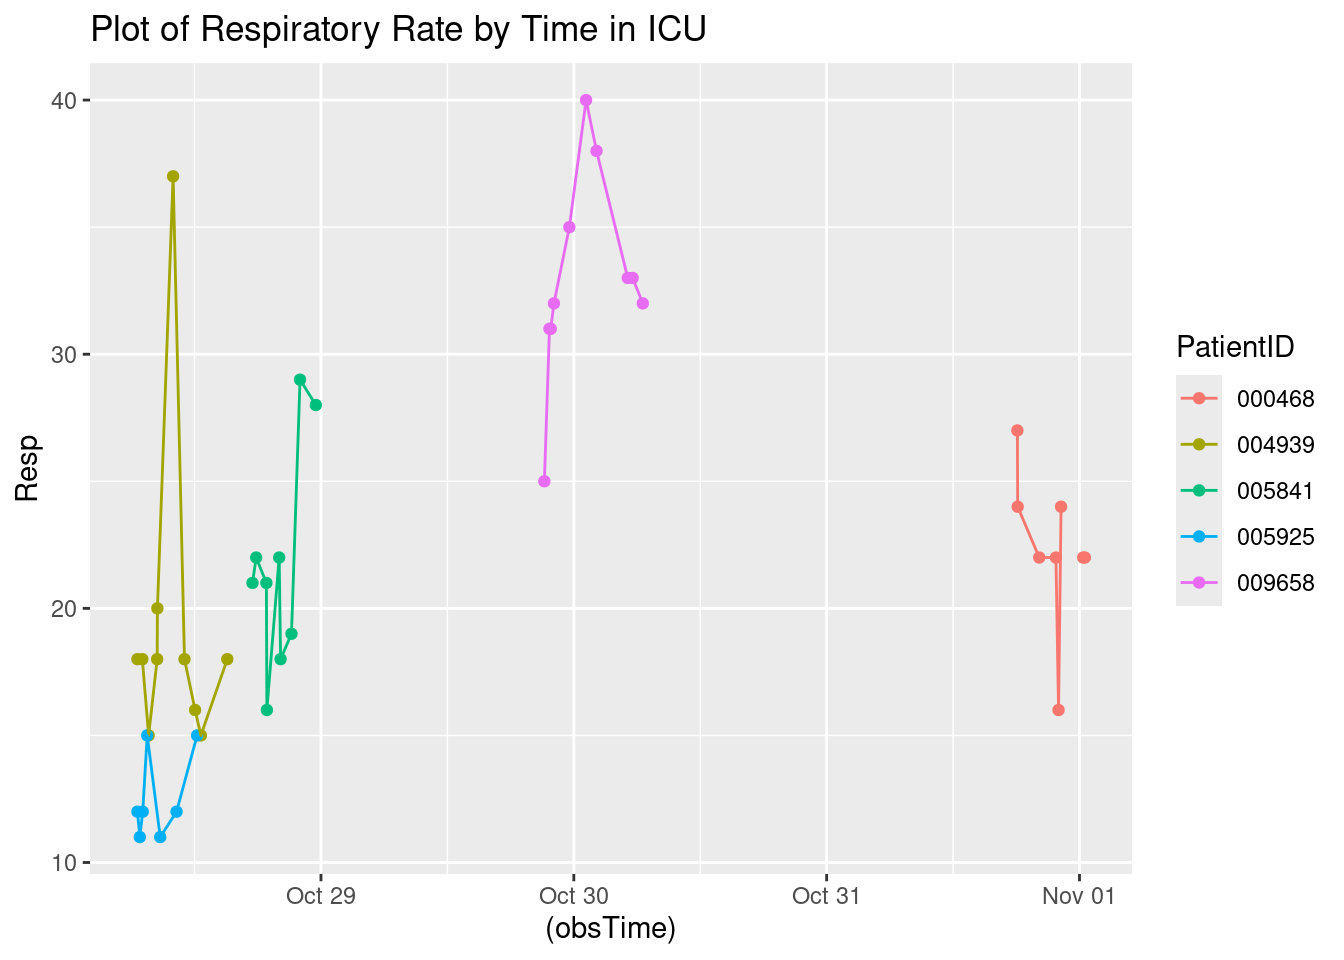 Plot of Respiratory Rate by Time in ICU
40
30
20
10
Resp
Oct 29
Oct 30
Oct 31
Nov 01
(obsTime)
PatientID
000468
004939
005841
005925
009658